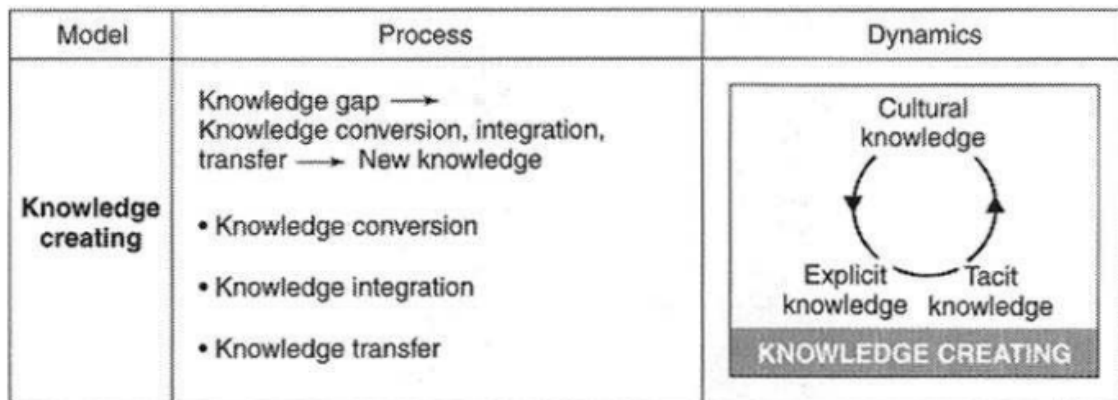 Model
Process
Dynamics
Knowledge creating
Knowledge gap →
Knowledge conversion, integration,
transfer → New knowledge
• Knowledge conversion
• Knowledge integration
• Knowledge transfer
Cultural
knowledge
Explicit
knowledge
Tacit
knowledge
KNOWLEDGE CREATING